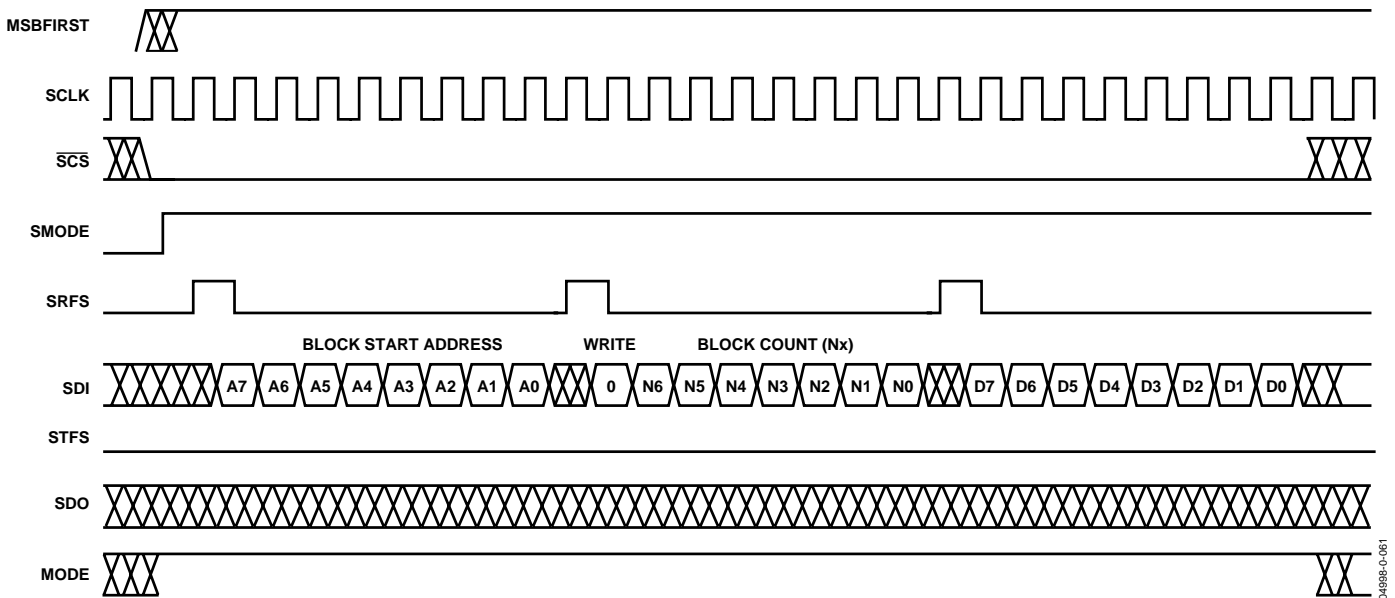 MSBFIRST
SCLK
SCS
SMODE
SRFS
BLOCK START ADDRESS WRITE BLOCK COUNT (Nx)
SDI A7 A6 A5 A4 A3 A2 A1 A0 0 N6 N5 N4 N3 N2 N1 N0 D7 D6 D5 D4 D3 D2 D1 D0
STFS
SDO
MODE
04998-0-061